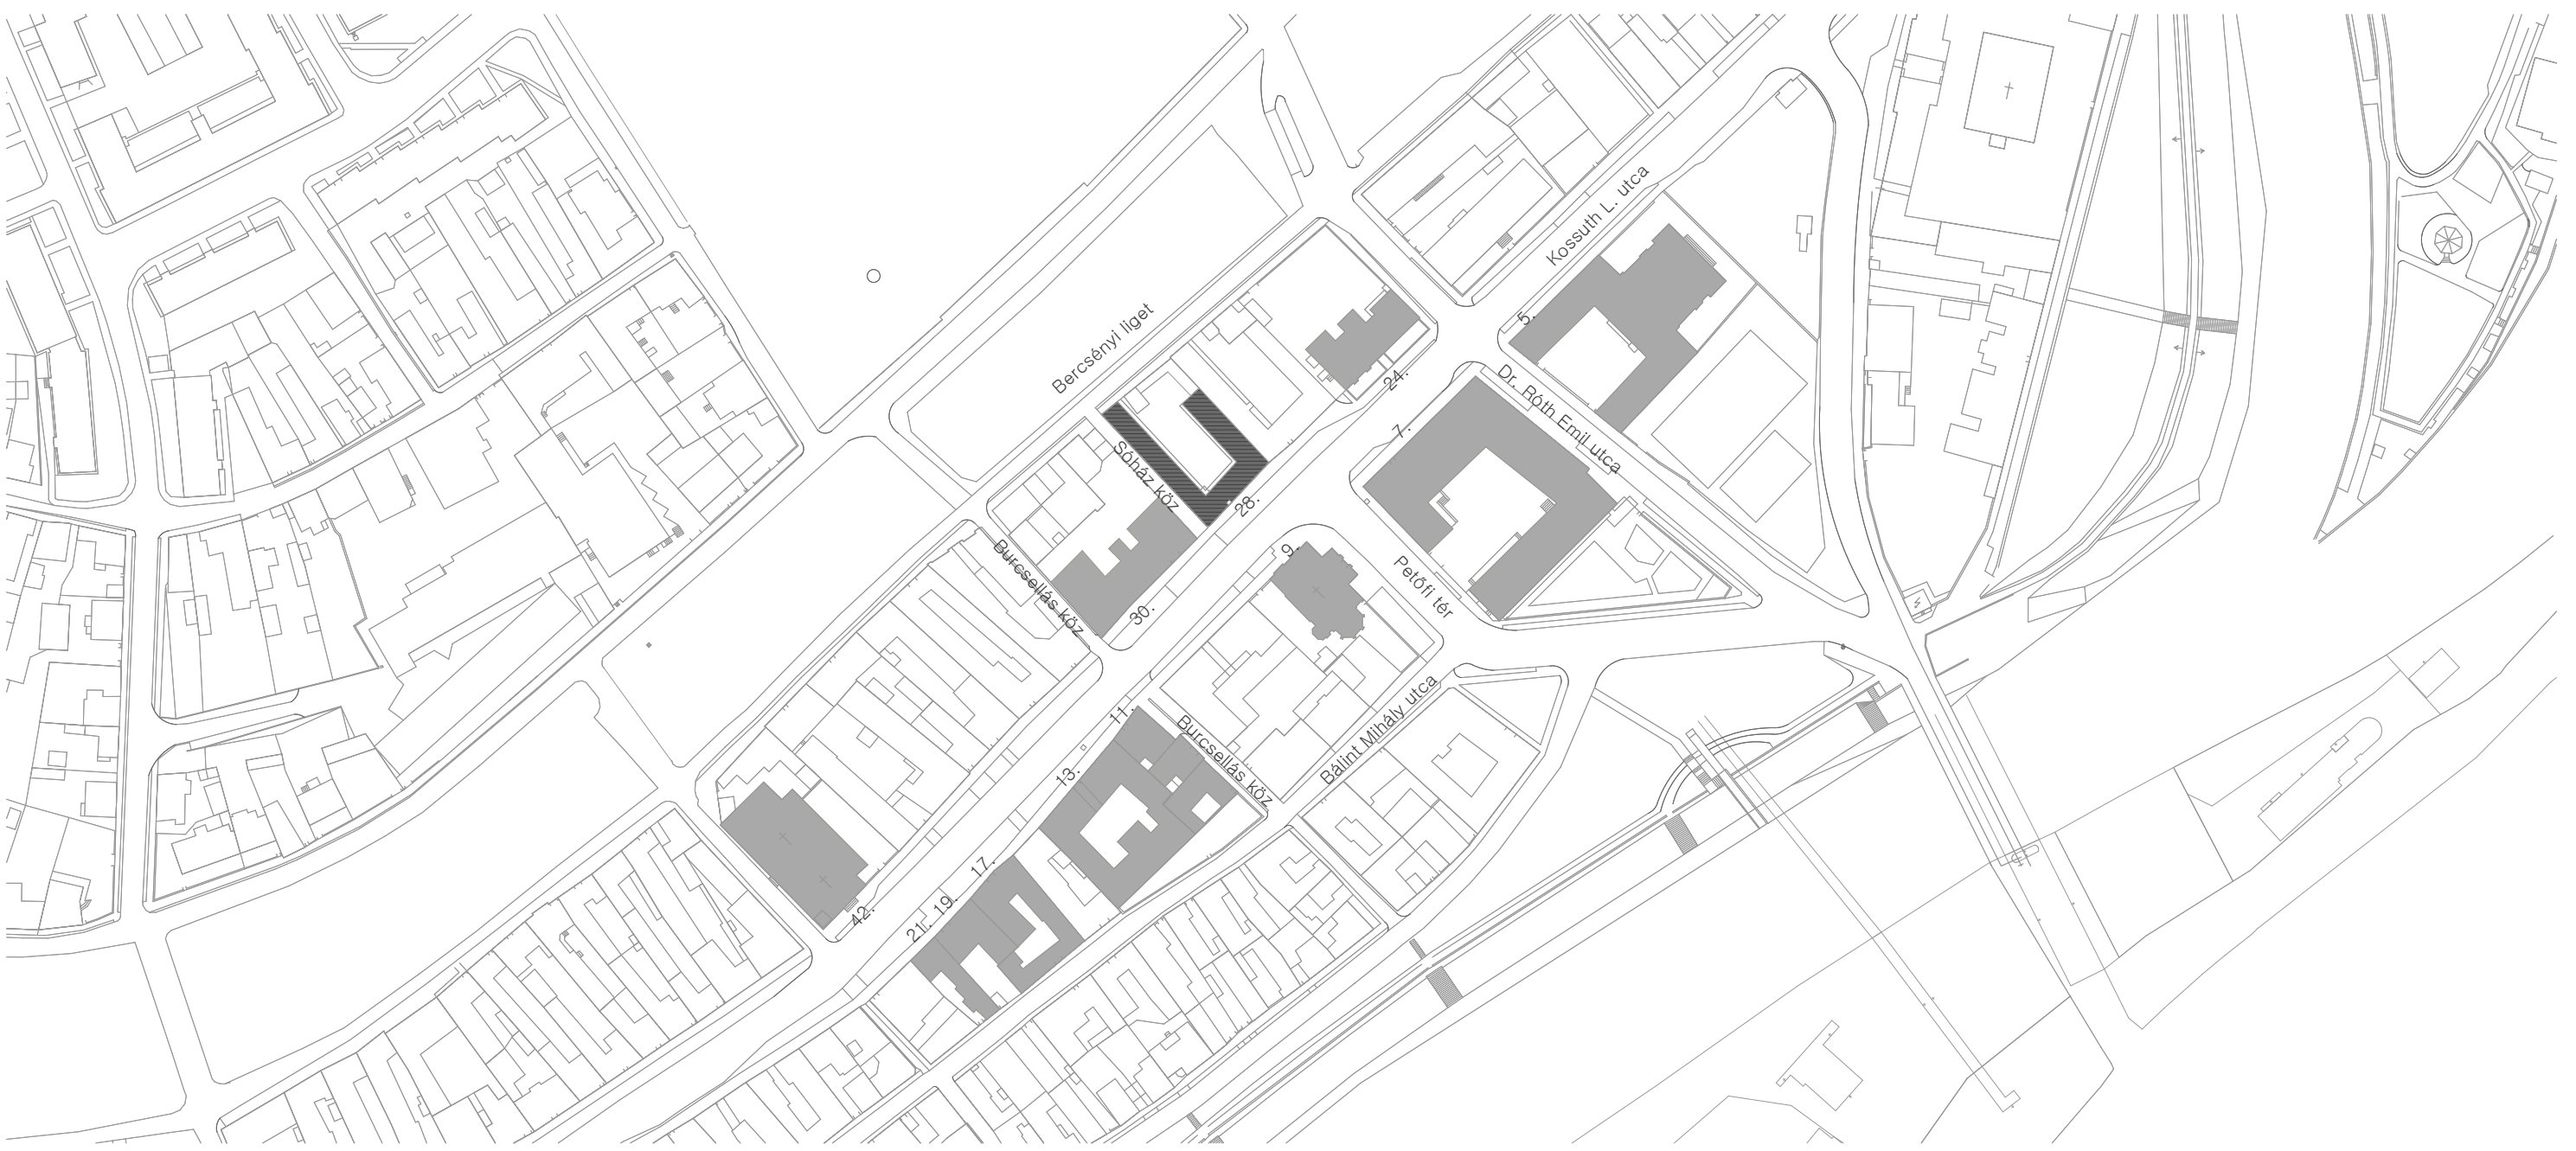 Kossuth L. utca
Bercsényi liget
5.
24.
Dr. Róth Emil utca
7.
Sóház köz
28.
Burcsellás köz
9.
Petőfi tér
30.
Bálint Mihály utca
11.
Burcsellás köz
13.
17.
19.
21.
42.